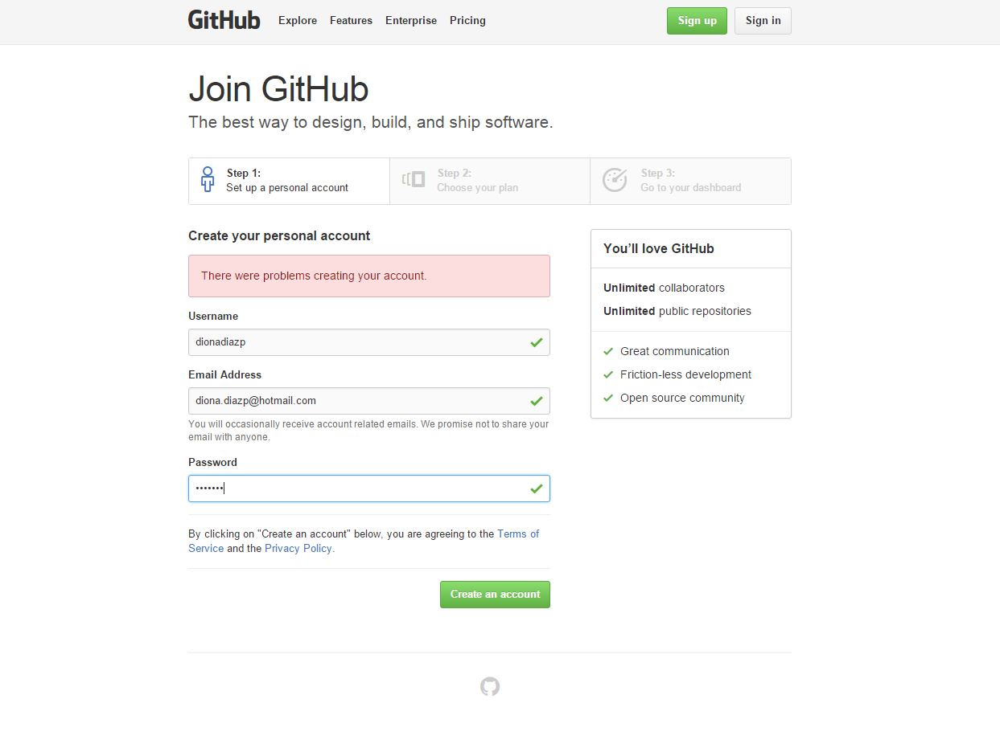 GitHub Explore Features Enterprise Pricing Sign up Sign in
Join GitHub
The best way to design, build, and ship software.
Step 1:
Set up a personal account
Step 2:
Choose your plan
Step 3:
Go to your dashboard
Create your personal account
There were problems creating your account.
Username
dionadiazp
Email Address
diona.diazp@hotmail.com
You will occasionally receive account related emails. We promise not to share your
email with anyone.
Password
•••••••
By clicking on "Create an account" below, you are agreeing to the Terms of
Service and the Privacy Policy.
Create an account
You’ll love GitHub
Unlimited collaborators
Unlimited public repositories
Great communication
Friction-less development
Open source community